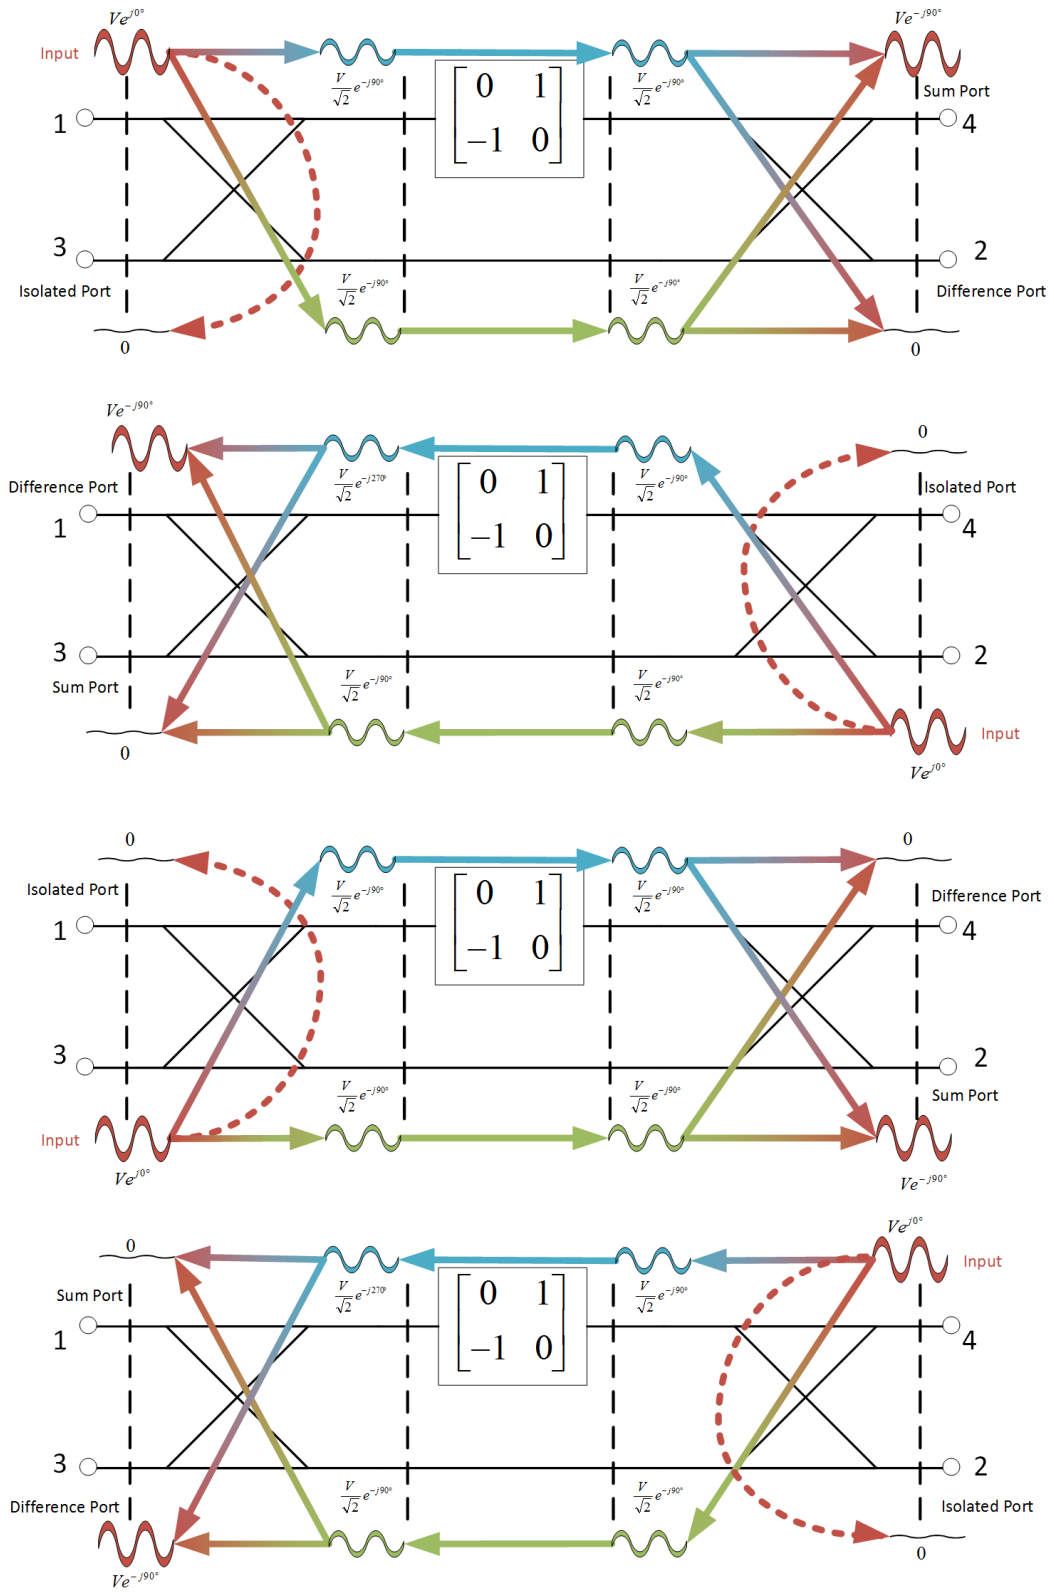 Ve^{j0°}
Ve^{-j90°}
Input
V/√2 e^{-j90°}
V/√2 e^{-j90°}
Sum Port
0 1
-1 0
1
4
3
2
Isolated Port
V/√2 e^{-j90°}
V/√2 e^{-j90°}
Difference Port
0
0
Ve^{-j90°}
0
Difference Port
V/√2 e^{-j270°}
V/√2 e^{-j90°}
Isolated Port
0 1
-1 0
1
4
3
2
Sum Port
V/√2 e^{-j90°}
V/√2 e^{-j90°}
Input
0
Ve^{j0°}
0
0
Isolated Port
V/√2 e^{-j90°}
V/√2 e^{-j90°}
Difference Port
0 1
-1 0
1
4
3
2
Sum Port
V/√2 e^{-j90°}
V/√2 e^{-j90°}
Input
Ve^{j0°}
Ve^{-j90°}
Ve^{j0°}
0
Input
Sum Port
V/√2 e^{-j270°}
V/√2 e^{-j90°}
0 1
-1 0
1
4
3
2
Difference Port
V/√2 e^{-j90°}
V/√2 e^{-j90°}
Isolated Port
0
Ve^{-j90°}